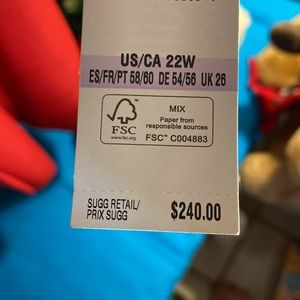 US/CA 22W
ES/FR/PT 58/60 DE 54/56 UK 26
FSC
www.fsc.org
MIX
Paper from
responsible sources
FSC™ C004883
SUGG RETAIL/
PRIX SUGG
$240.00